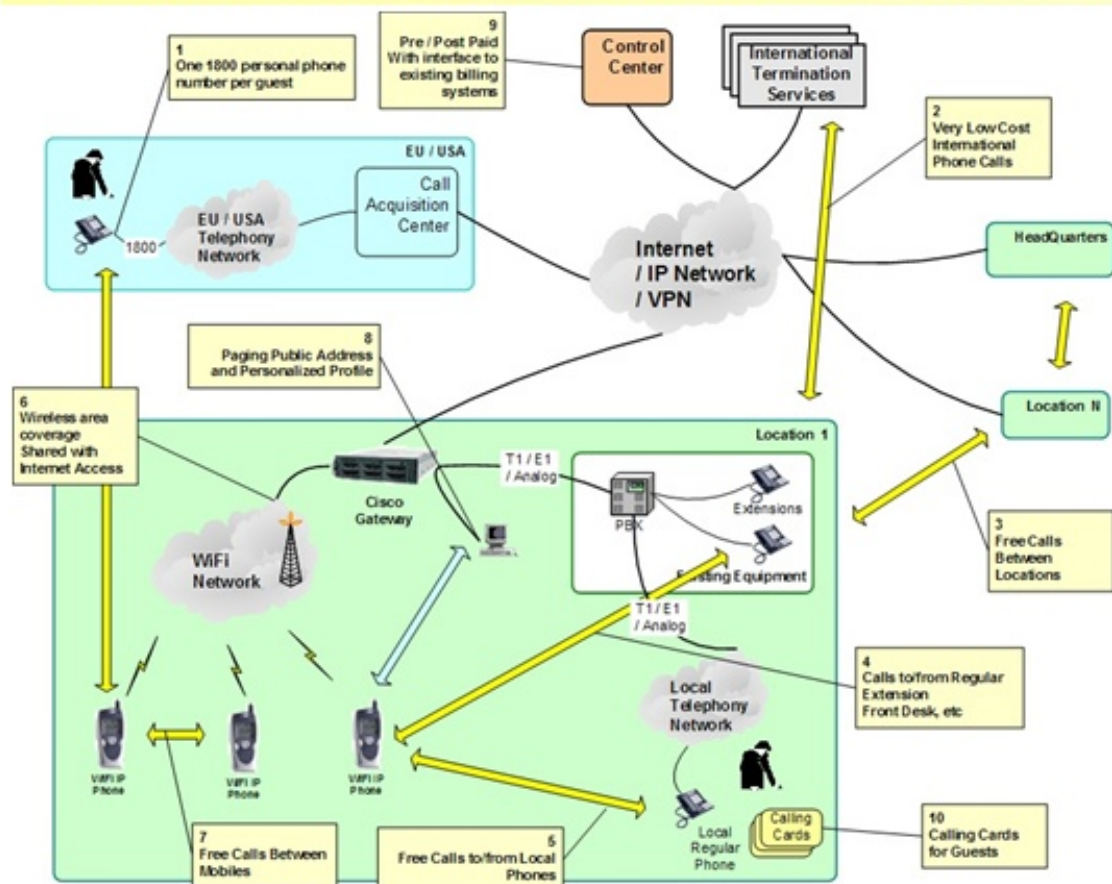 9
Pre / Post Paid
With interface to
existing billing
systems
Control
Center
International
Termination
Services
1
One 1800 personal phone
number per guest
2
Very Low Cost
International
Phone Calls
EU / USA
Call
Acquisition
Center
EU / USA
Telephony
Network
1800
Internet
/ IP Network
/ VPN
HeadQuarters
8
Paging Public Address
and Personalized Profile
6
Wireless area
coverage
Shared with
Internet Access
Location N
Location 1
T1 / E1
/ Analog
Cisco
Gateway
PBX
Extensions
Existing Equipment
WiFi
Network
T1 / E1
/ Analog
3
Free Calls
Between
Locations
4
Calls to/from Regular
Extension
Front Desk, etc
Local
Telephony
Network
WiFi IP
Phone
WiFi IP
Phone
WiFi IP
Phone
Local
Regular
Phone
Calling
Cards
10
Calling Cards
for Guests
7
Free Calls Between
Mobiles
5
Free Calls to/from Local
Phones